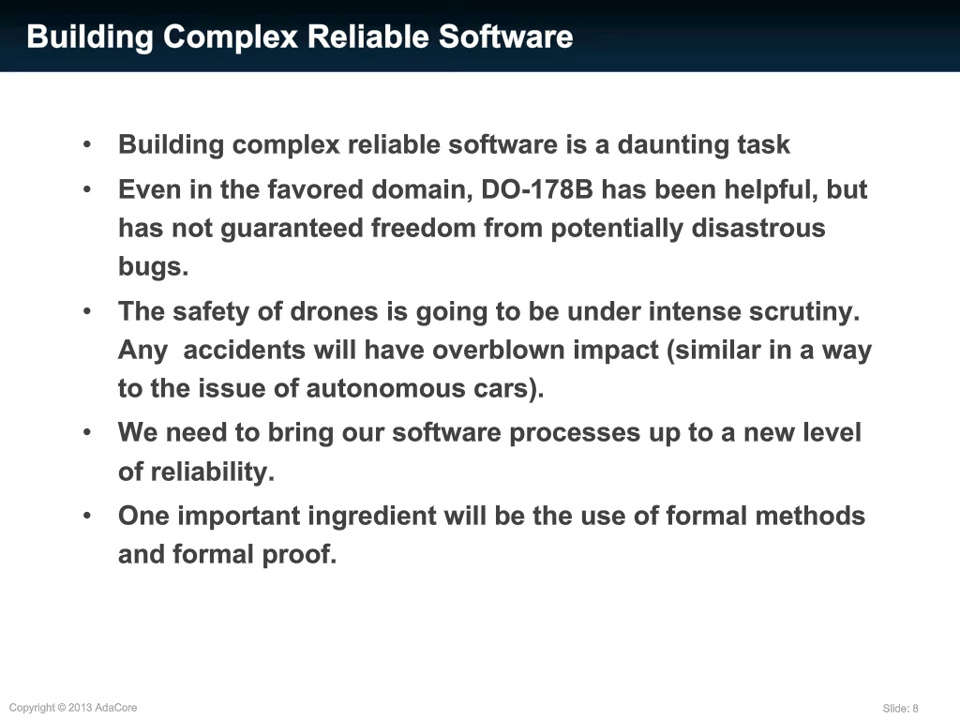 Building Complex Reliable Software
• Building complex reliable software is a daunting task
• Even in the favored domain, DO-178B has been helpful, but
has not guaranteed freedom from potentially disastrous
bugs.
• The safety of drones is going to be under intense scrutiny.
Any  accidents will have overblown impact (similar in a way
to the issue of autonomous cars).
• We need to bring our software processes up to a new level
of reliability.
• One important ingredient will be the use of formal methods
and formal proof.
Copyright © 2013 AdaCore
Slide: 8